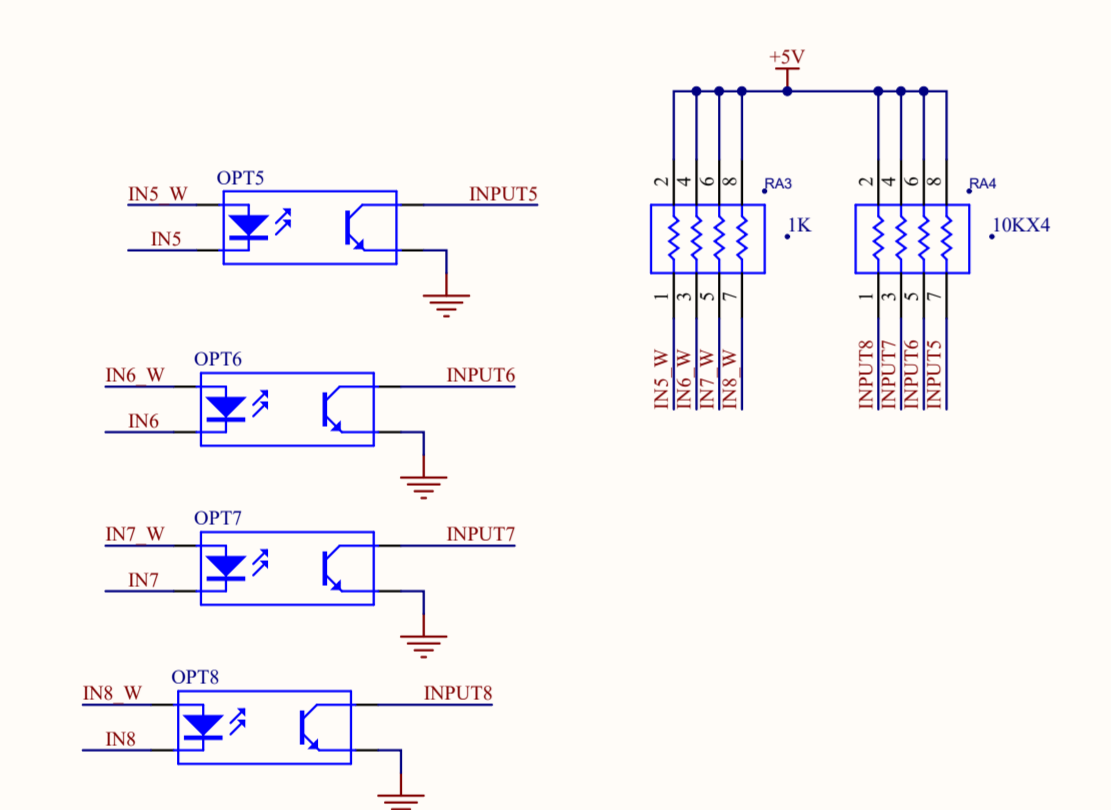 OPT5
IN5_W
INPUT5
IN5
OPT6
IN6_W
INPUT6
IN6
OPT7
IN7_W
INPUT7
IN7
OPT8
IN8_W
INPUT8
IN8
+5V
2 4 6 8
RA3
1K
1 3 5 7
IN5_W
IN6_W
IN7_W
IN8_W
2 4 6 8
RA4
10KX4
1 3 5 7
INPUT8
INPUT7
INPUT6
INPUT5